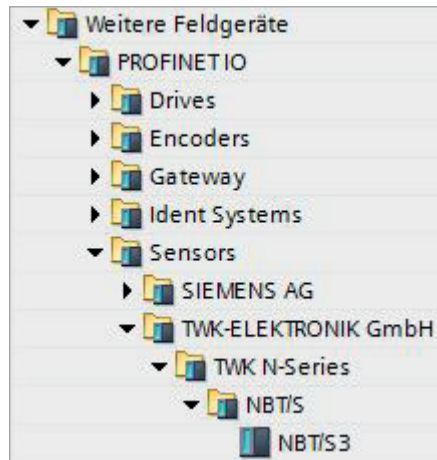 Weitere Feldgeräte
PROFINET IO
Drives
Encoders
Gateway
Ident Systems
Sensors
SIEMENS AG
TWK-ELEKTRONIK GmbH
TWK N-Series
NBT/S
NBT/S3